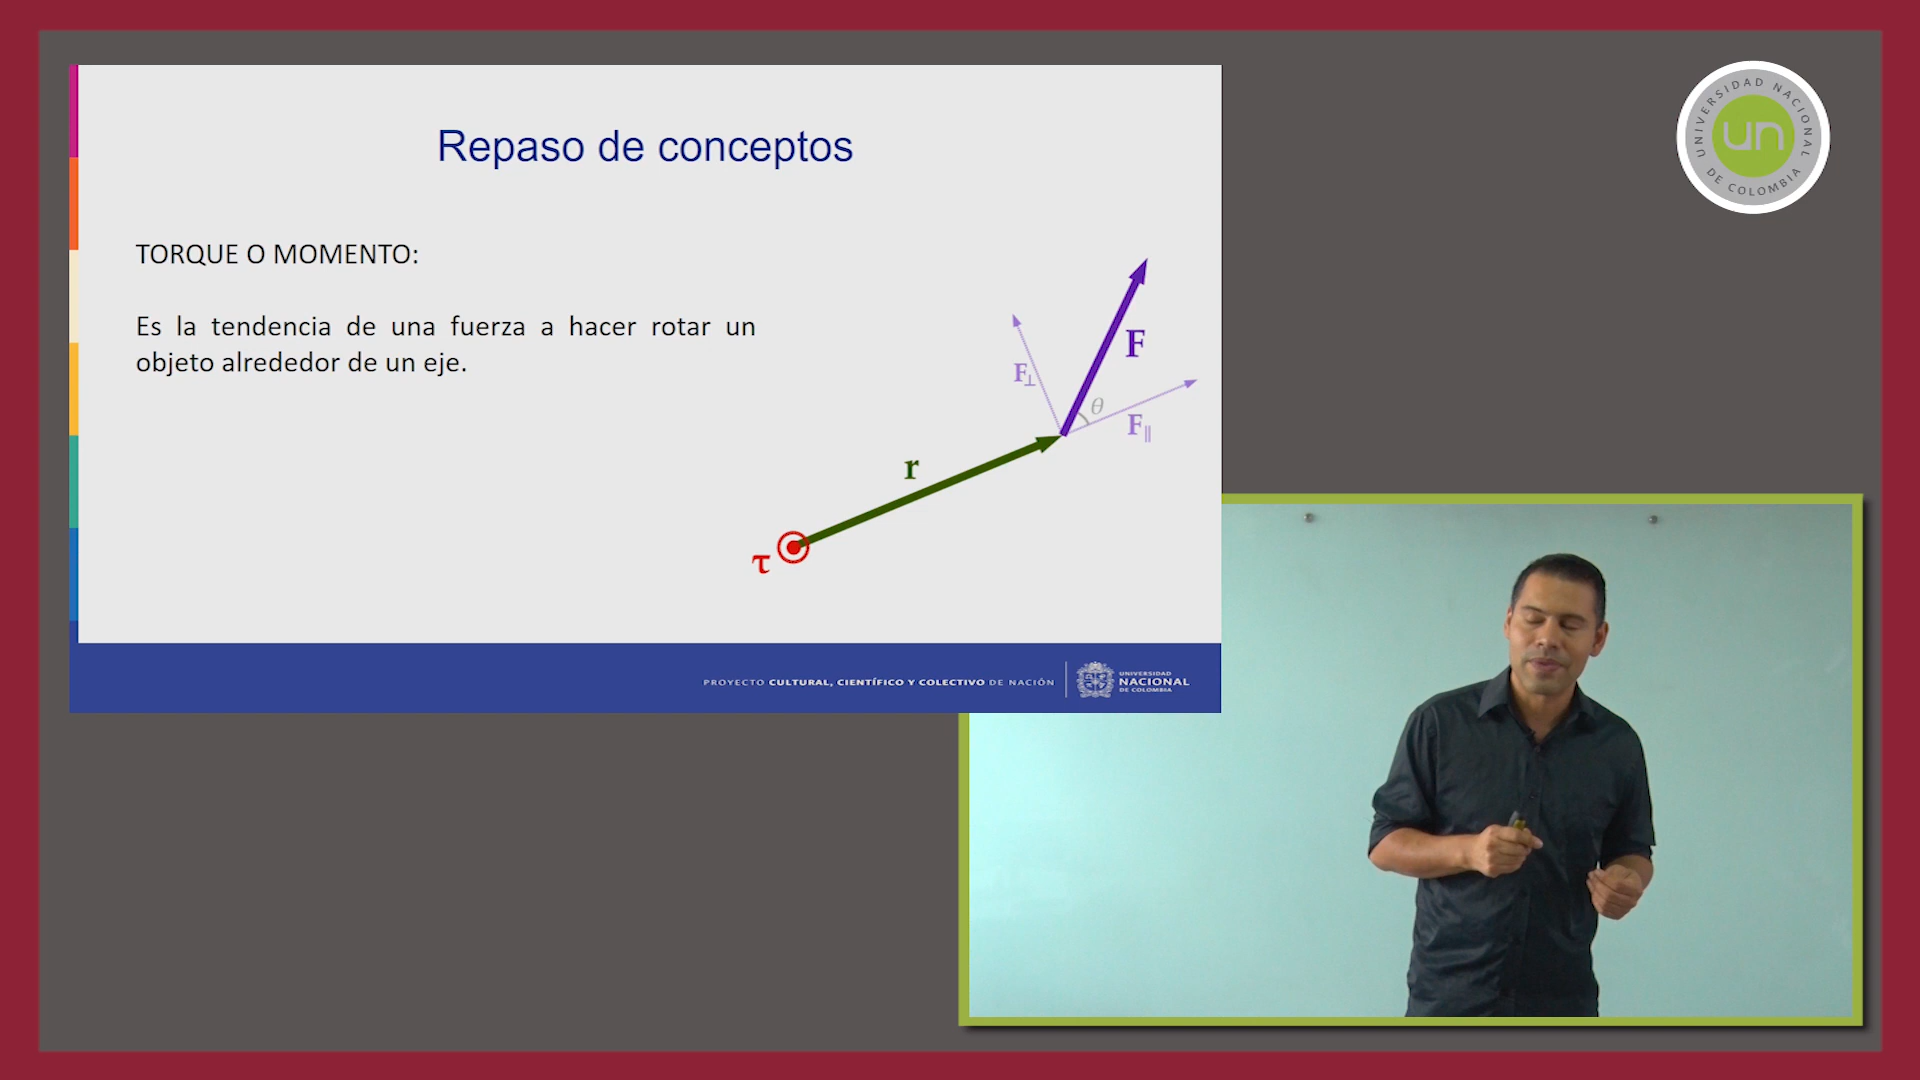 Repaso de conceptos
TORQUE O MOMENTO:
Es la tendencia de una fuerza a hacer rotar un
objeto alrededor de un eje.
F
F⊥
θ
F∥
r
τ
PROYECTO CULTURAL, CIENTÍFICO Y COLECTIVO DE NACIÓN
UNIVERSIDAD
NACIONAL
DE COLOMBIA
UNIVERSIDAD NACIONAL
DE COLOMBIA
un